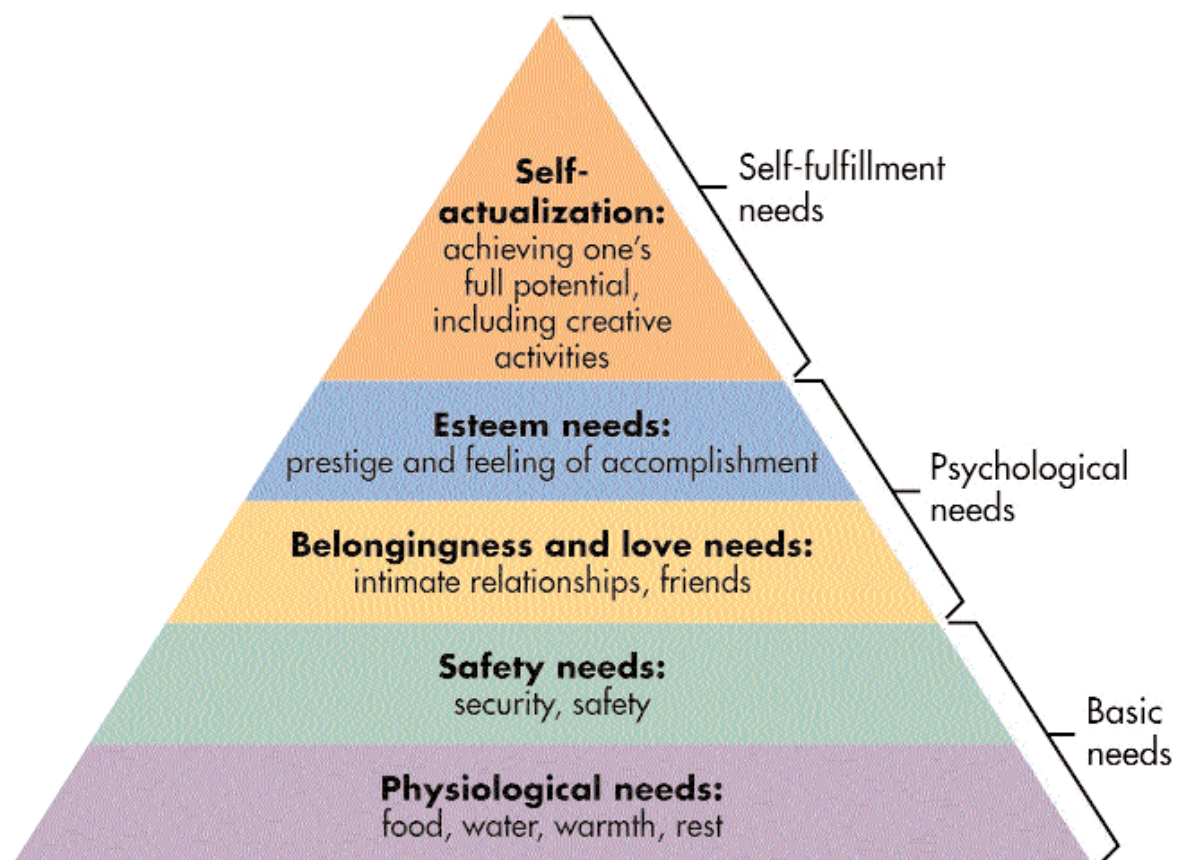 Self-
actualization:
achieving one's
full potential,
including creative
activities
Self-fulfillment
needs
Esteem needs:
prestige and feeling of accomplishment
Psychological
needs
Belongingness and love needs:
intimate relationships, friends
Safety needs:
security, safety
Basic
needs
Physiological needs:
food, water, warmth, rest